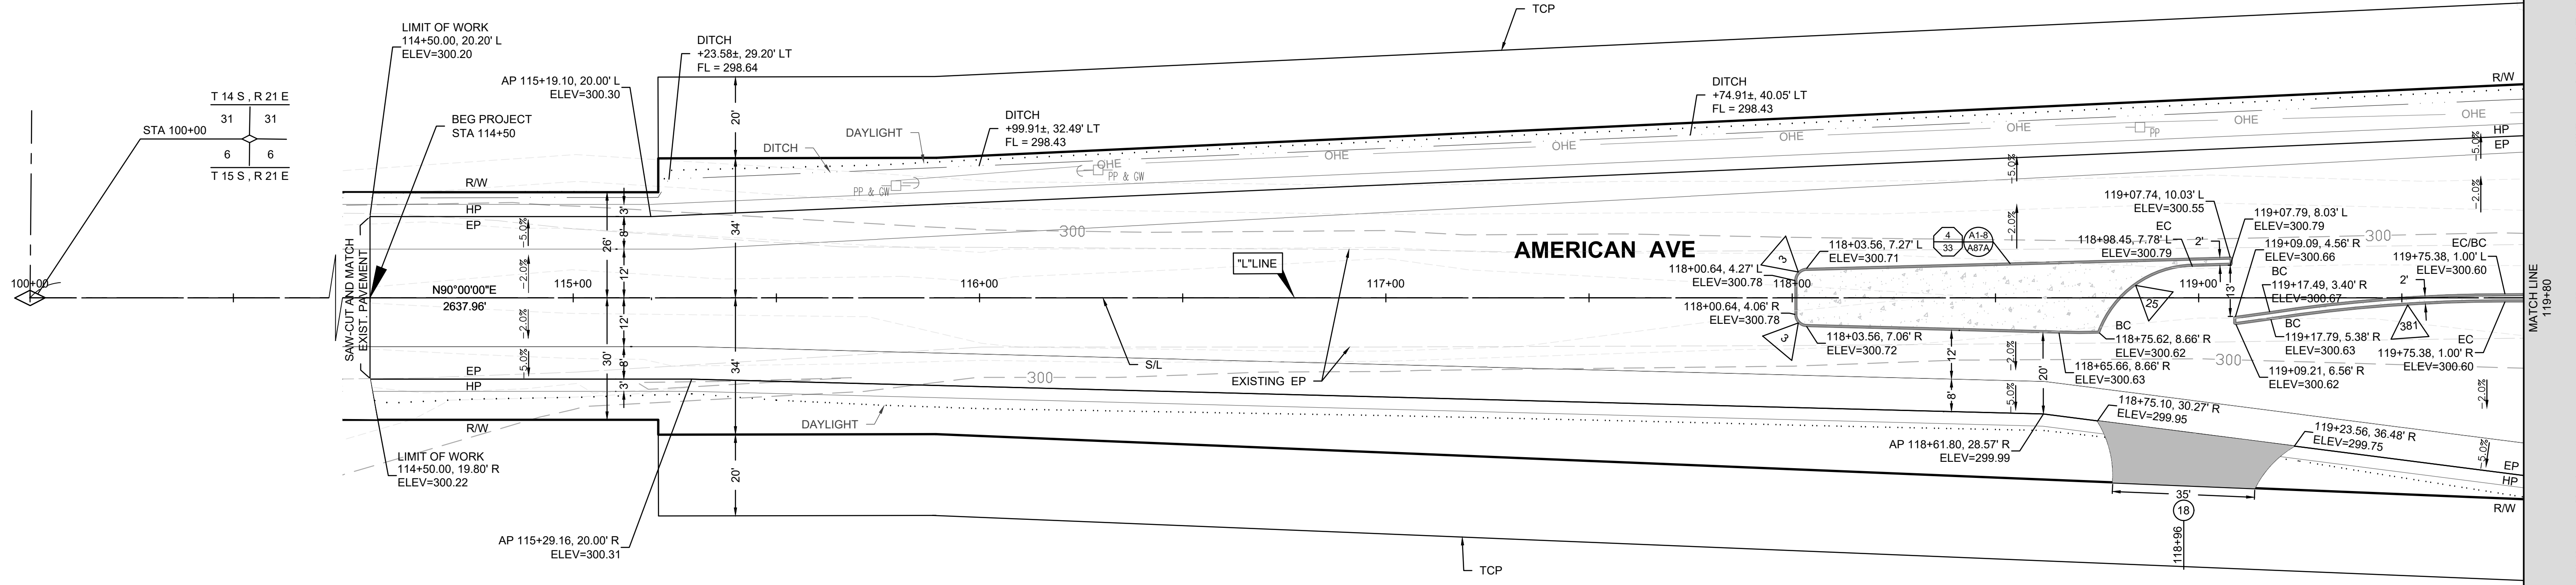 TCP
LIMIT OF WORK
114+50.00, 20.20' L
ELEV=300.20
DITCH
+23.58±, 29.20' LT
FL = 298.64
AP 115+19.10, 20.00' L
ELEV=300.30
T 14 S , R 21 E
31 31
6 6
T 15 S , R 21 E
STA 100+00
BEG PROJECT
STA 114+50
20'
DAYLIGHT
DITCH
DITCH
+99.91±, 32.49' LT
FL = 298.43
DITCH
+74.91±, 40.05' LT
FL = 298.43
R/W
OHE
OHE
OHE
OHE
OHE
OHE
PP
HP
EP
PP & GW
PP & GW
R/W
HP
EP
3'
8'
26'
34'
-5.0%
-2.0%
-5.0%
-2.0%
-5.0%
-2.0%
300
300
AMERICAN AVE
"L"LINE
4
33
A1-8
A87A
3
118+03.56, 7.27' L
ELEV=300.71
118+00.64, 4.27' L
ELEV=300.78
119+07.74, 10.03' L
ELEV=300.55
EC
118+98.45, 7.78' L
ELEV=300.79
2'
119+07.79, 8.03' L
ELEV=300.79
119+09.09, 4.56' R
ELEV=300.66
BC
119+17.49, 3.40' R
ELEV=300.67
EC/BC
119+75.38, 1.00' L
ELEV=300.60
2'
SAW-CUT AND MATCH
EXIST. PAVEMENT
100+00
N90°00'00"E
2637.96'
115+00
116+00
117+00
118+00
119+00
12'
12'
13'
25
MATCH LINE
119+80
118+00.64, 4.06' R
ELEV=300.78
3
118+03.56, 7.06' R
ELEV=300.72
BC
118+75.62, 8.66' R
ELEV=300.62
118+65.66, 8.66' R
ELEV=300.63
BC
119+17.79, 5.38' R
ELEV=300.63
381
EC
119+75.38, 1.00' R
ELEV=300.60
119+09.21, 6.56' R
ELEV=300.62
300
300
S/L
EXISTING EP
-2.0%
-5.0%
30'
8'
3'
34'
12'
8'
20'
-2.0%
-5.0%
-2.0%
-5.0%
EP
HP
R/W
DAYLIGHT
118+75.10, 30.27' R
ELEV=299.95
119+23.56, 36.48' R
ELEV=299.75
AP 118+61.80, 28.57' R
ELEV=299.99
LIMIT OF WORK
114+50.00, 19.80' R
ELEV=300.22
20'
EP
HP
R/W
35'
18
118+96
AP 115+29.16, 20.00' R
ELEV=300.31
TCP